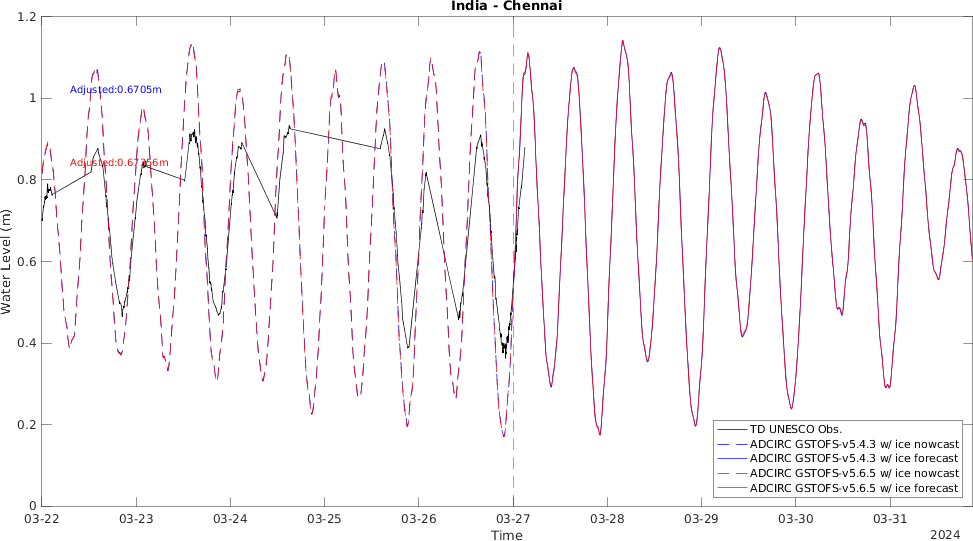 India - Chennai
1.2
1
0.8
0.6
0.4
0.2
0
Water Level (m)
Adjusted:0.6705m
Adjusted:0.67256m
TD UNESCO Obs.
ADCIRC GSTOFS-v5.4.3 w/ ice nowcast
ADCIRC GSTOFS-v5.4.3 w/ ice forecast
ADCIRC GSTOFS-v5.6.5 w/ ice nowcast
ADCIRC GSTOFS-v5.6.5 w/ ice forecast
03-22 03-23 03-24 03-25 03-26 03-27 03-28 03-29 03-30 03-31
Time
2024